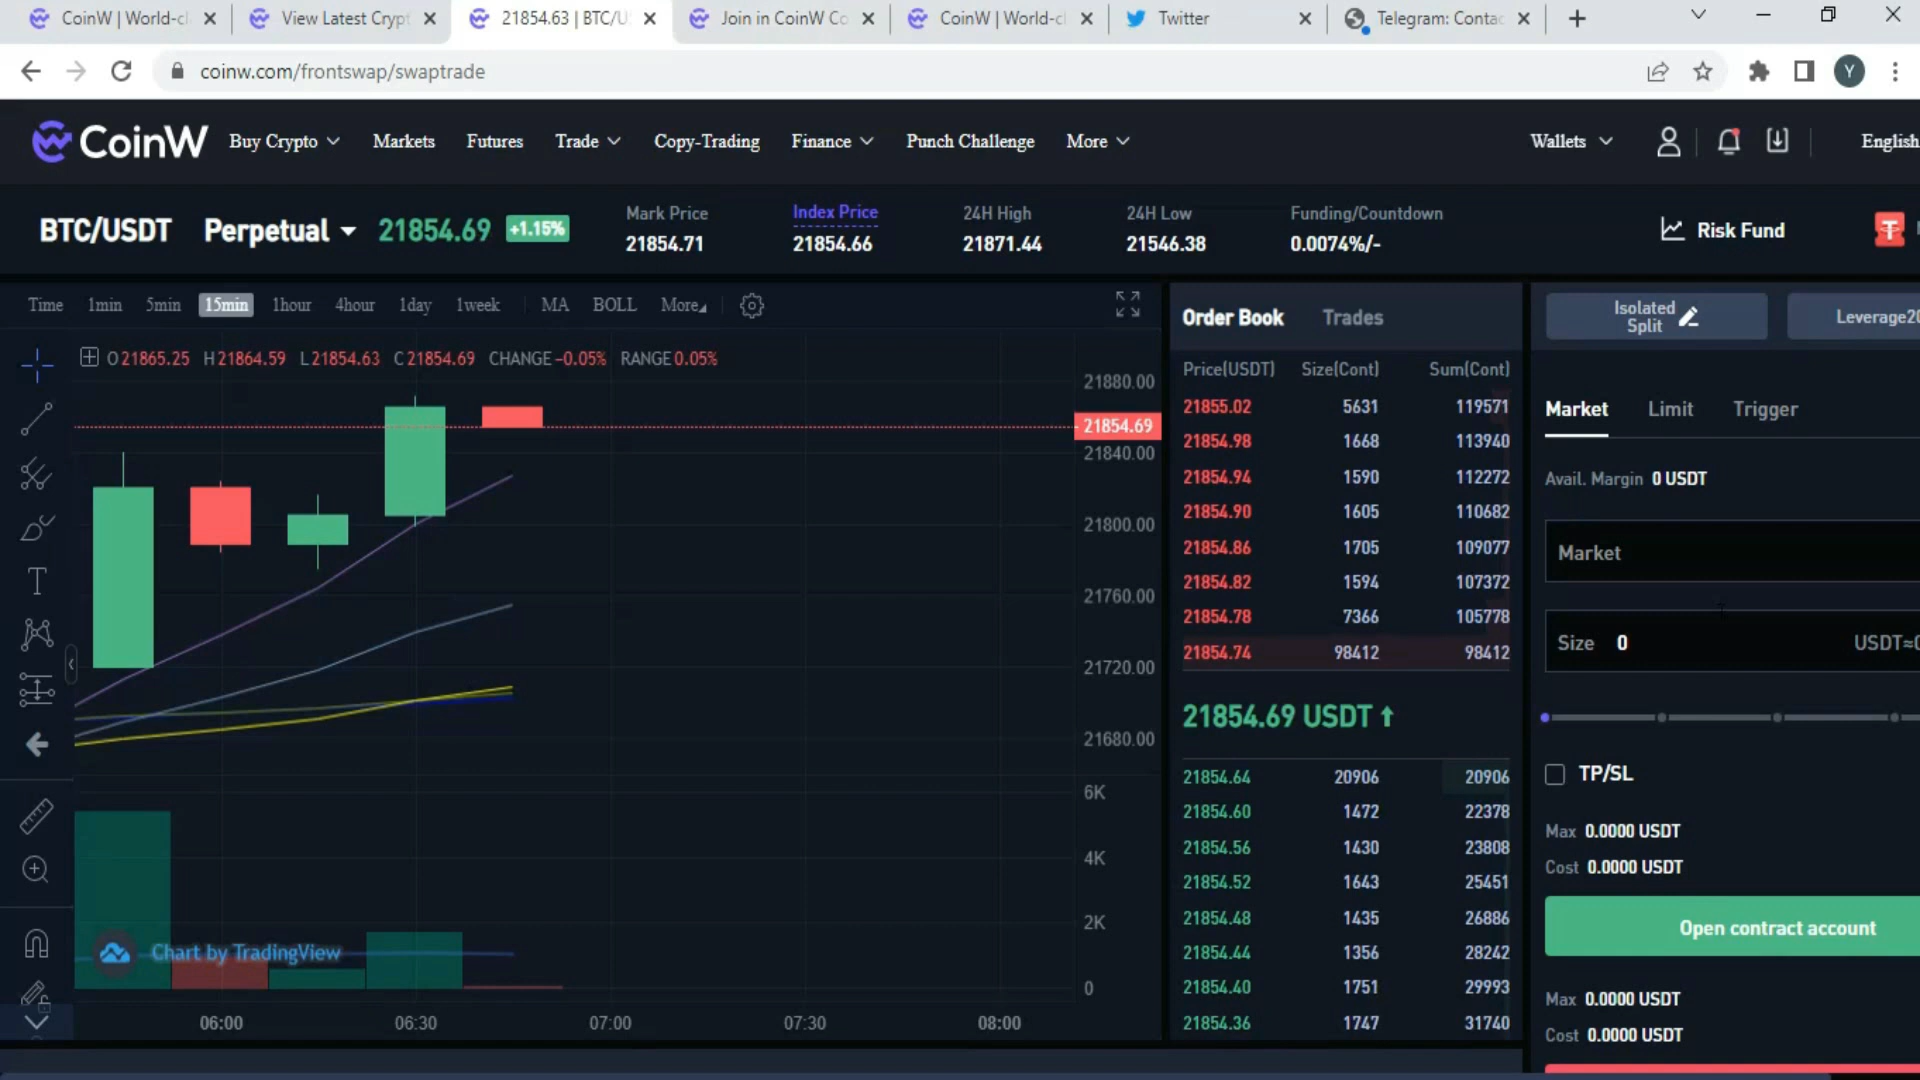 CoinW | World-cl
View Latest Crypt
21854.63 | BTC/U
Join in CoinW Co
CoinW | World-cl
Twitter
Telegram: Contac
coinw.com/frontswap/swaptrade
Y
CoinW
Buy Crypto
Markets
Futures
Trade
Copy-Trading
Finance
Punch Challenge
More
Wallets
English
BTC/USDT
Perpetual
21854.69
+1.15%
Mark Price
21854.71
Index Price
21854.66
24H High
21871.44
24H Low
21546.38
Funding/Countdown
0.0074%/-
Risk Fund
Time 1min 5min 15min 1hour 4hour 1day 1week MA BOLL More
O 21865.25 H 21864.59 L 21854.63 C 21854.69 CHANGE -0.05% RANGE 0.05%
21880.00
21854.69
21840.00
21800.00
21760.00
21720.00
21680.00
6K
4K
2K
0
Chart by TradingView
06:00 06:30 07:00 07:30 08:00
Order Book Trades
Price(USDT) Size(Cont) Sum(Cont)
21855.02 5631 119571
21854.98 1668 113940
21854.94 1590 112272
21854.90 1605 110682
21854.86 1705 109077
21854.82 1594 107372
21854.78 7366 105778
21854.74 98412 98412
21854.69 USDT
21854.64 20906 20906
21854.60 1472 22378
21854.56 1430 23808
21854.52 1643 25451
21854.48 1435 26886
21854.44 1356 28242
21854.40 1751 29993
21854.36 1747 31740
Isolated
Split
Leverage20
Market Limit Trigger
Avail. Margin 0 USDT
Market
Size 0 USDT≈0
TP/SL
Max 0.0000 USDT
Cost 0.0000 USDT
Open contract account
Max 0.0000 USDT
Cost 0.0000 USDT